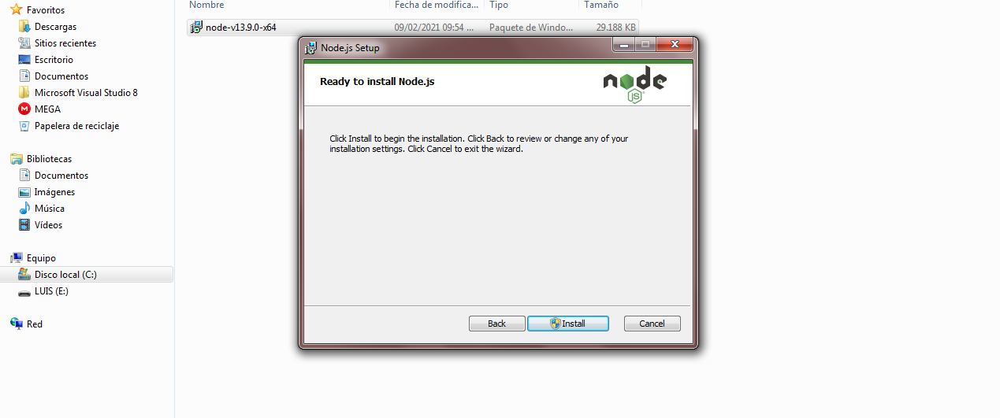 Favoritos
Descargas
Sitios recientes
Escritorio
Documentos
Microsoft Visual Studio 8
MEGA
Papelera de reciclaje
Bibliotecas
Documentos
Imágenes
Música
Vídeos
Equipo
Disco local (C:)
LUIS (E:)
Red
Nombre Fecha de modifica... Tipo Tamaño
node-v13.9.0-x64 09/02/2021 09:54 ... Paquete de Windo... 29.188 KB
Node.js Setup
Ready to install Node.js
node
JS
Click Install to begin the installation. Click Back to review or change any of your
installation settings. Click Cancel to exit the wizard.
Back Install Cancel